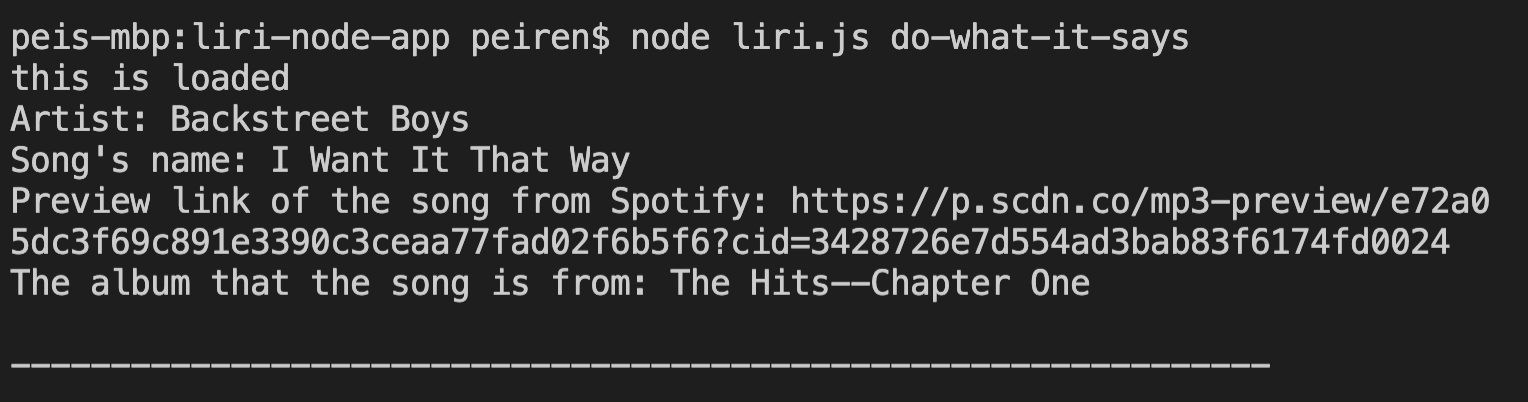 peis-mbp:liri-node-app peiren$ node liri.js do-what-it-says
this is loaded
Artist: Backstreet Boys
Song's name: I Want It That Way
Preview link of the song from Spotify: https://p.scdn.co/mp3-preview/e72a0
5dc3f69c891e3390c3ceaa77fad02f6b5f6?cid=3428726e7d554ad3bab83f6174fd0024
The album that the song is from: The Hits--Chapter One
---------------------------------------------------------------